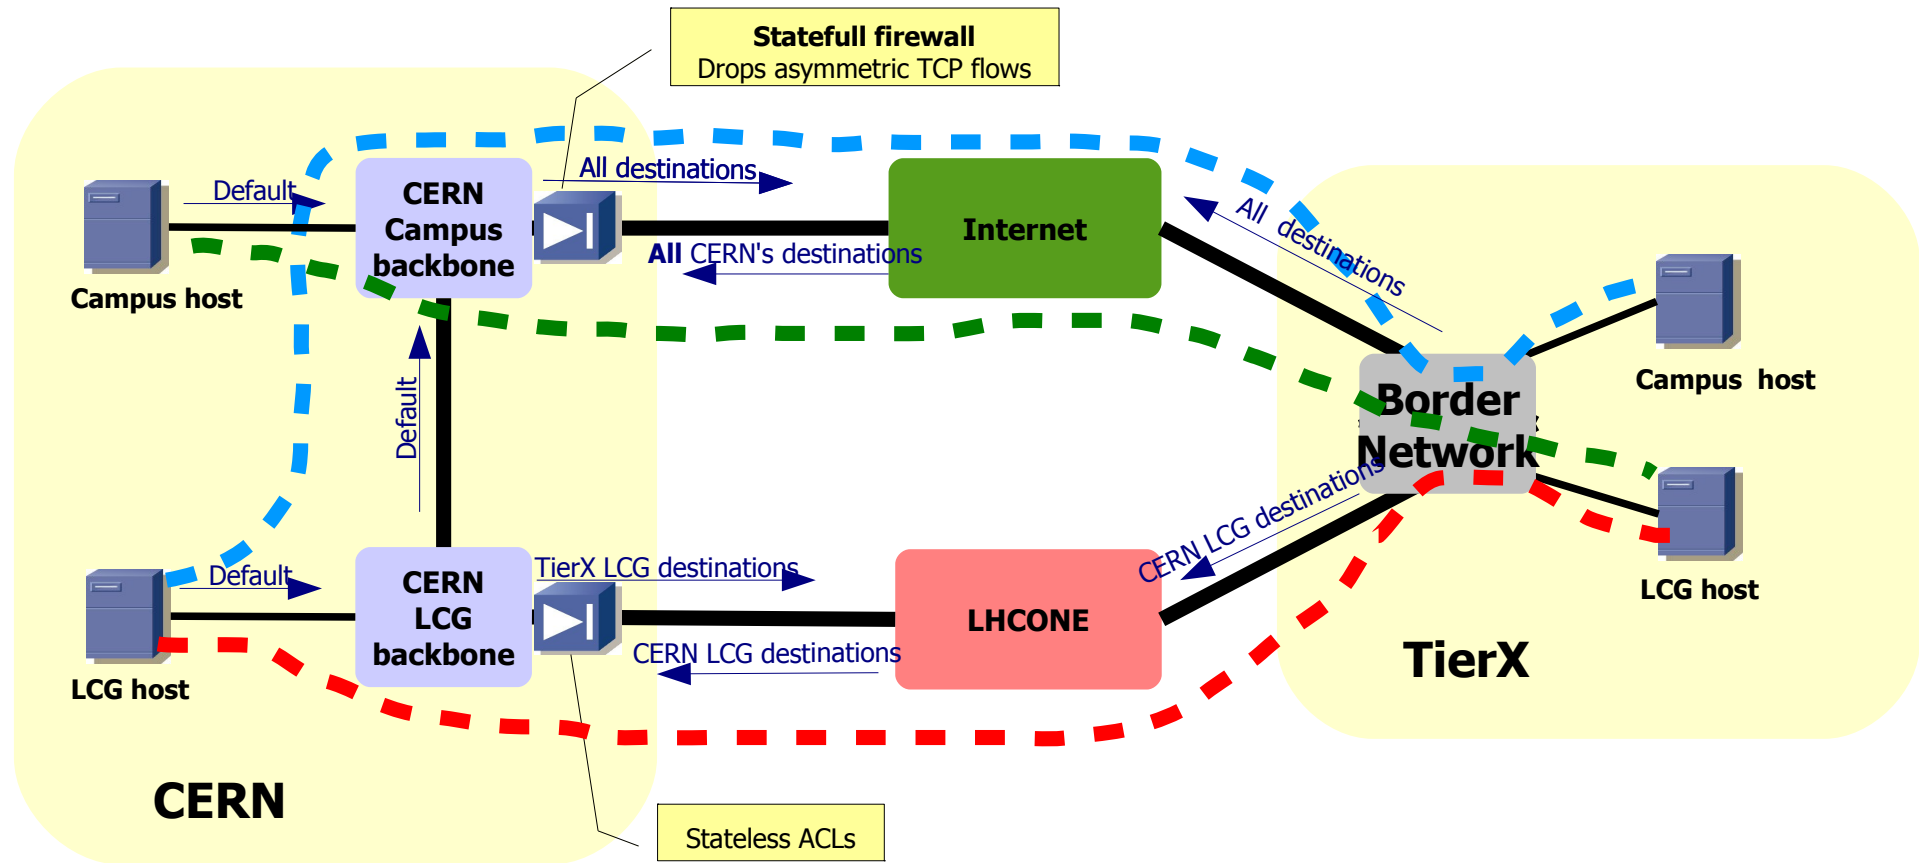 Statefull firewall
Drops asymmetric TCP flows
All destinations
Default
CERN
Campus
backbone
Internet
All CERN's destinations
All destinations
Campus host
Campus host
Default
Border
Network
CERN LCG destinations
Default
TierX LCG destinations
CERN
LCG
backbone
LHCONE
LCG host
CERN LCG destinations
LCG host
TierX
CERN
Stateless ACLs